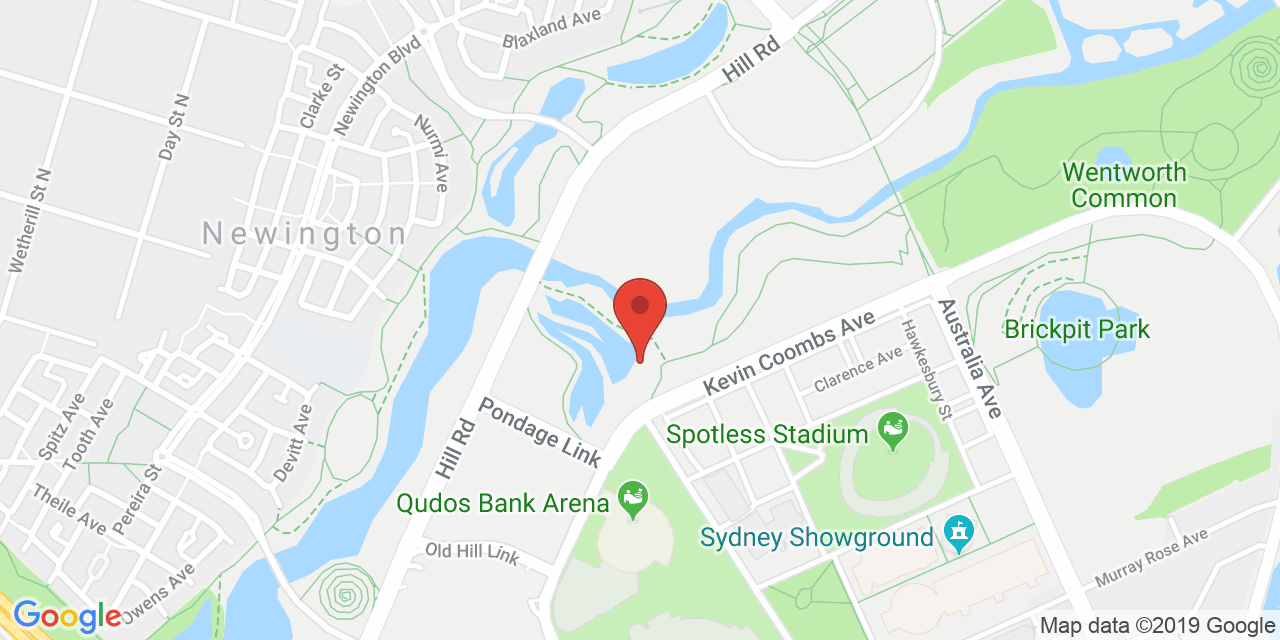 Blaxland Ave
Hill Rd
Newington Blvd
Clarke St
Day St N
Nurmi Ave
Wetherill St N
Wentworth
Common
Newington
Kevin Coombs Ave
Brickpit Park
Australia Ave
Hawkesbury St
Clarence Ave
Spitz Ave
Tooth Ave
Devitt Ave
Pondage Link
Hill Rd
Spotless Stadium
Pereira St
Theile Ave
Qudos Bank Arena
Sydney Showground
Old Hill Link
Murray Rose Ave
Owens Ave
Google
Map data ©2019 Google